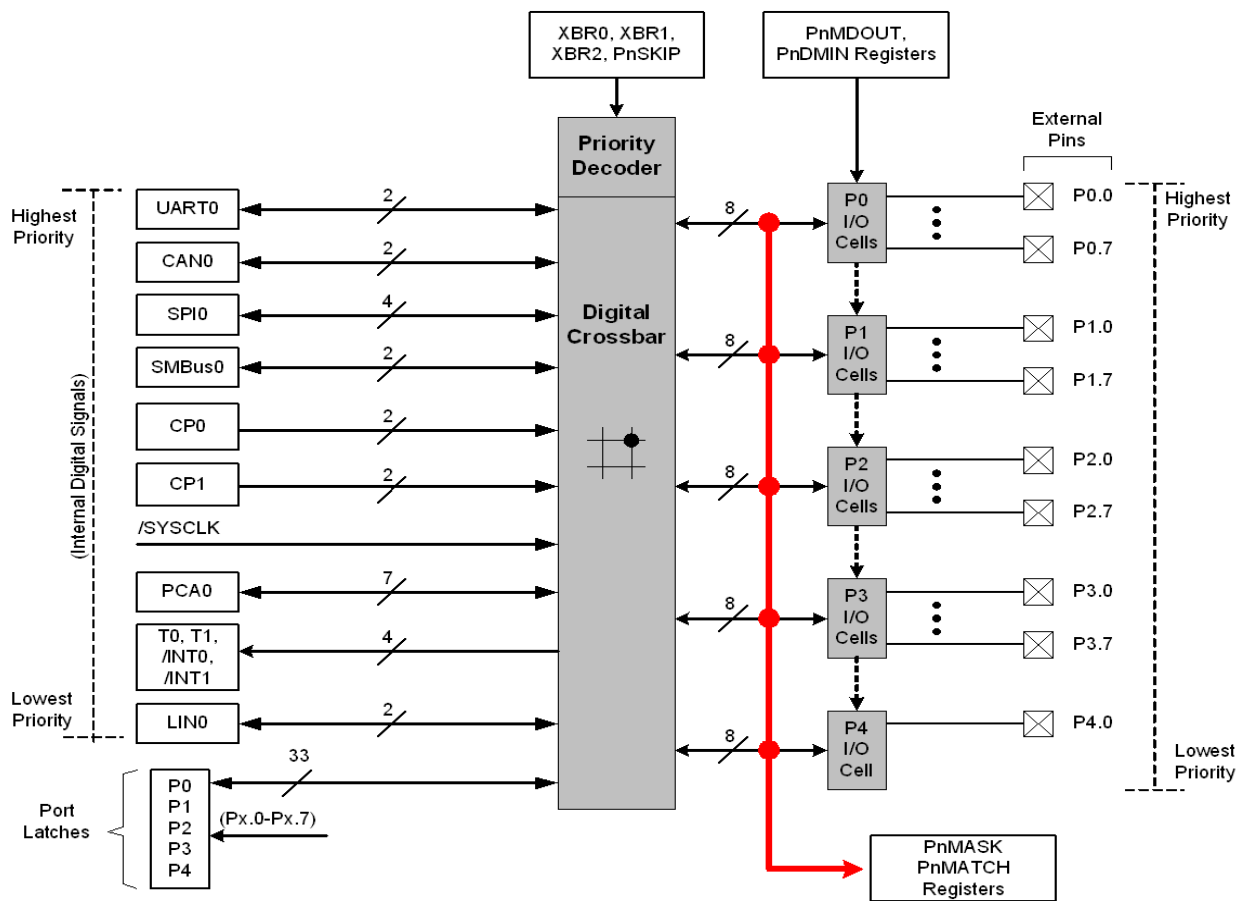 XBR0, XBR1,
XBR2, PnSKIP
PnMDOUT,
PnDMIN Registers
External
Pins
Priority
Decoder
Digital
Crossbar
Highest
Priority
(Internal Digital Signals)
Lowest
Priority
UART0
2
CAN0
2
SPI0
4
SMBus0
2
CP0
2
CP1
2
/SYSCLK
PCA0
7
T0, T1,
/INT0,
/INT1
4
LIN0
2
33
Port
Latches
P0
P1
P2
P3
P4
(Px.0-Px.7)
8
P0
I/O
Cells
P0.0
P0.7
8
P1
I/O
Cells
P1.0
P1.7
8
P2
I/O
Cells
P2.0
P2.7
8
P3
I/O
Cells
P3.0
P3.7
8
P4
I/O
Cell
P4.0
Highest
Priority
Lowest
Priority
PnMASK
PnMATCH
Registers